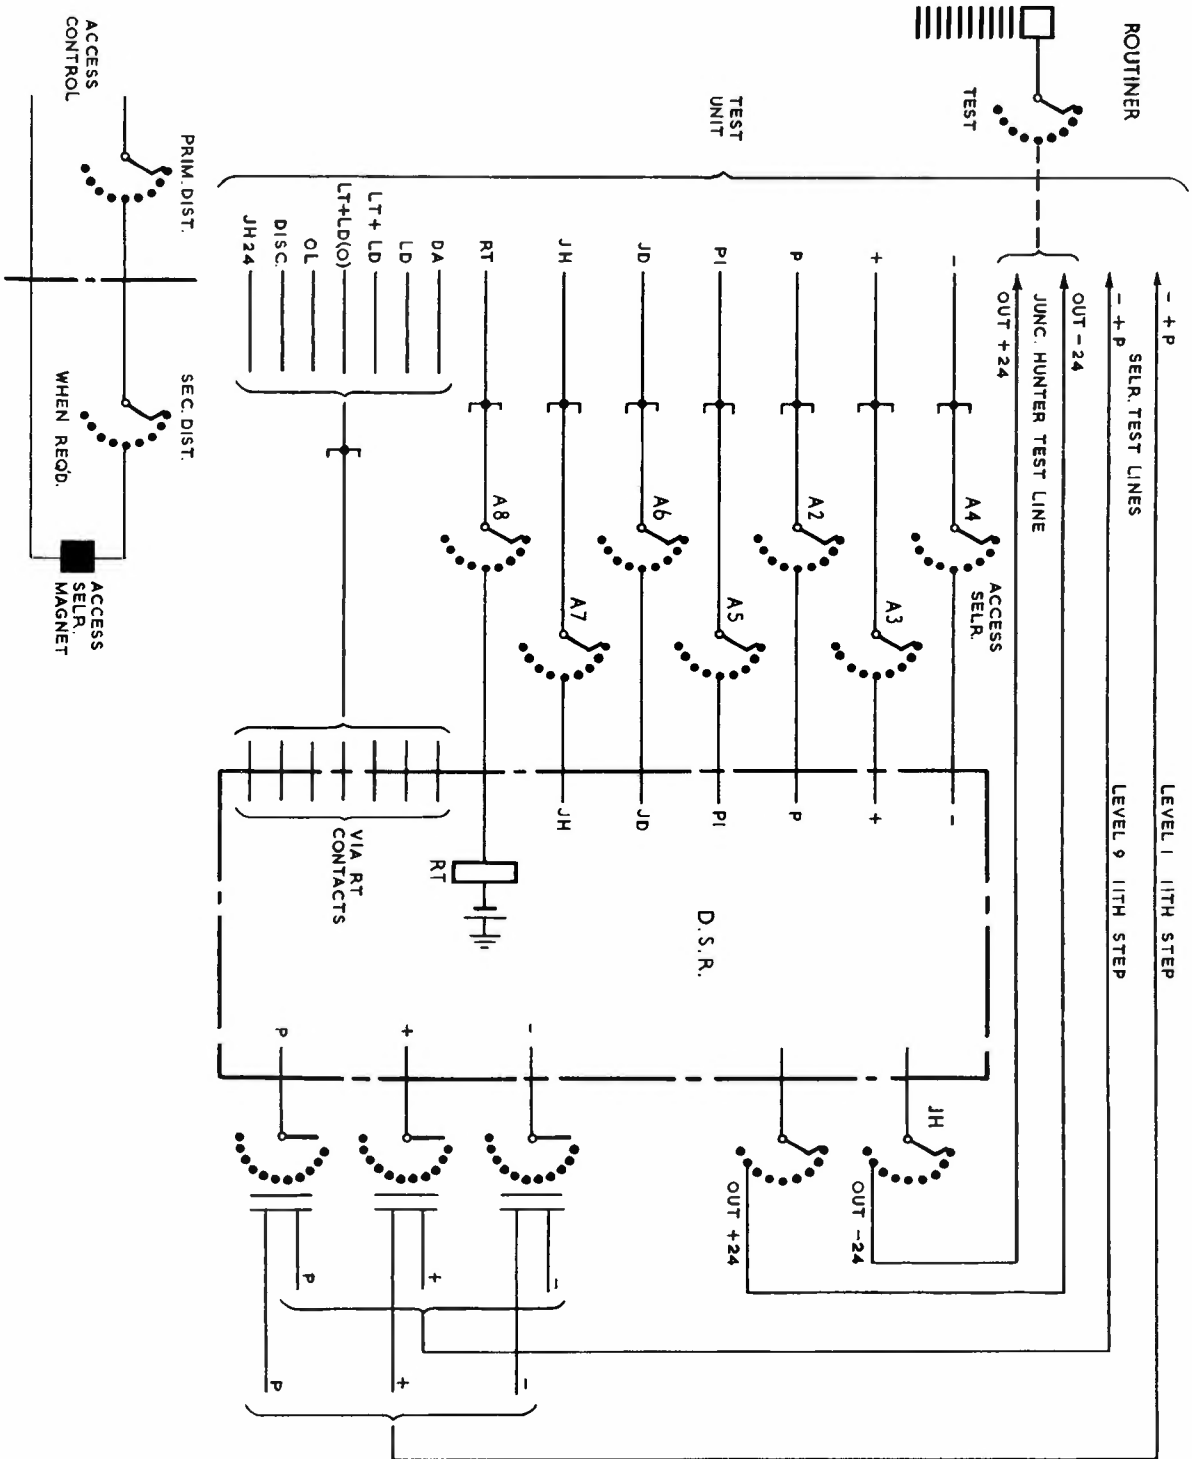 ROUTINER
TEST
TEST
UNIT
ACCESS
CONTROL
PRIM. DIST.
SEC. DIST.
WHEN REQ'D.
ACCESS
SELR.
MAGNET
- + P
LEVEL 1 11TH STEP
- + P
SELR. TEST LINES
LEVEL 9 11TH STEP
OUT -24
JUNC. HUNTER TEST LINE
OUT +24
-
A4
ACCESS
SELR.
-
+
A3
+
P
A2
P
PI
A5
PI
JD
A6
JD
JH
A7
JH
RT
A8
RT
DA
LD
LT + LD
LT+LD(O)
OL
DISC.
JH 24
VIA RT
CONTACTS
D.S.R.
JH
OUT -24
OUT +24
-
+
P
-
+
P
-
+
P